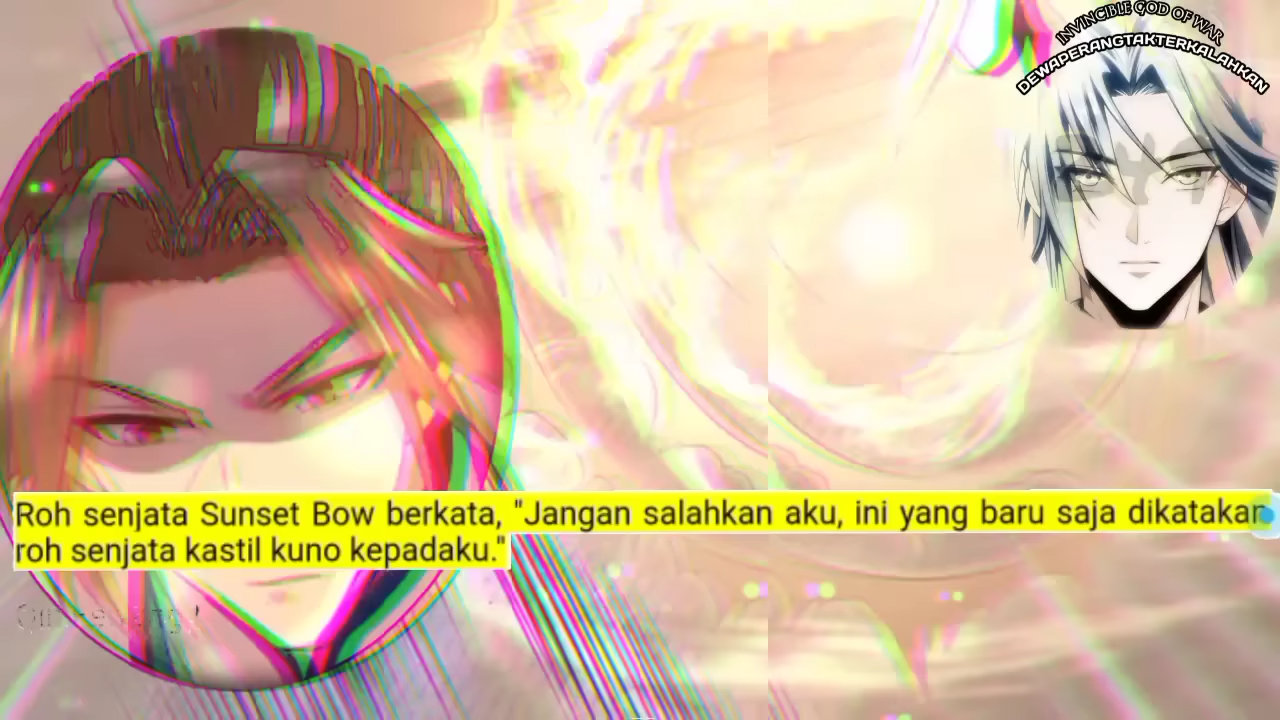 INVINCIBLE GOD OF WAR
DEWAPERANGTAKTERKALAHKAN
Roh senjata Sunset Bow berkata, "Jangan salahkan aku, ini yang baru saja dikatakan
roh senjata kastil kuno kepadaku."